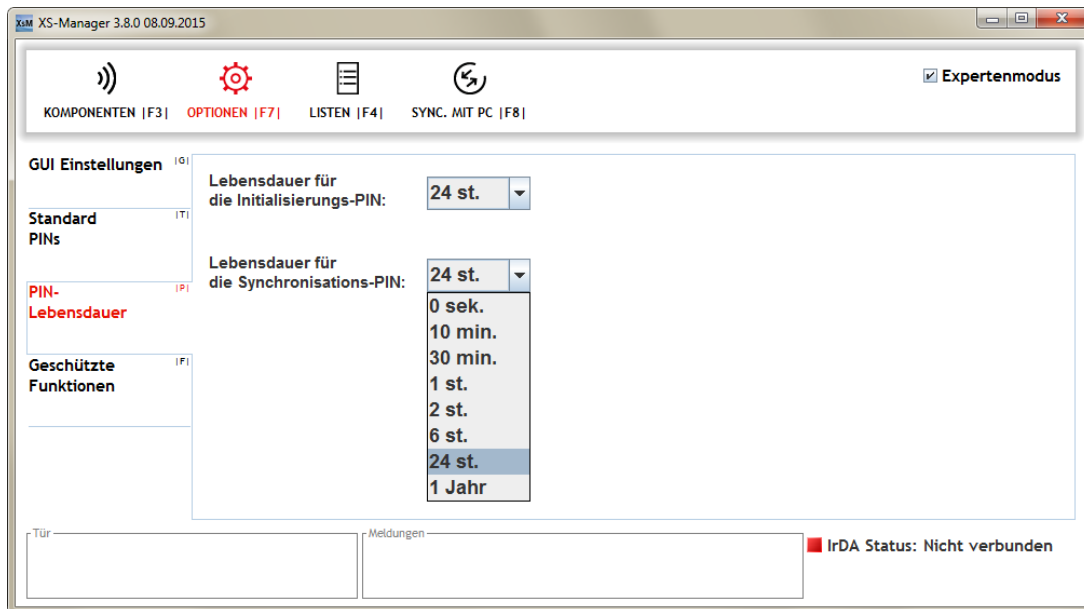 XSM XS-Manager 3.8.0 08.09.2015
KOMPONENTEN |F3| OPTIONEN |F7| LISTEN |F4| SYNC. MIT PC |F8| Expertenmodus
GUI Einstellungen |G|
Standard |T|
PINs
PIN- |P|
Lebensdauer
Geschützte |F|
Funktionen
Lebensdauer für
die Initialisierungs-PIN: 24 st.
Lebensdauer für
die Synchronisations-PIN: 24 st.
0 sek.
10 min.
30 min.
1 st.
2 st.
6 st.
24 st.
1 Jahr
Tür
Meldungen
IrDA Status: Nicht verbunden